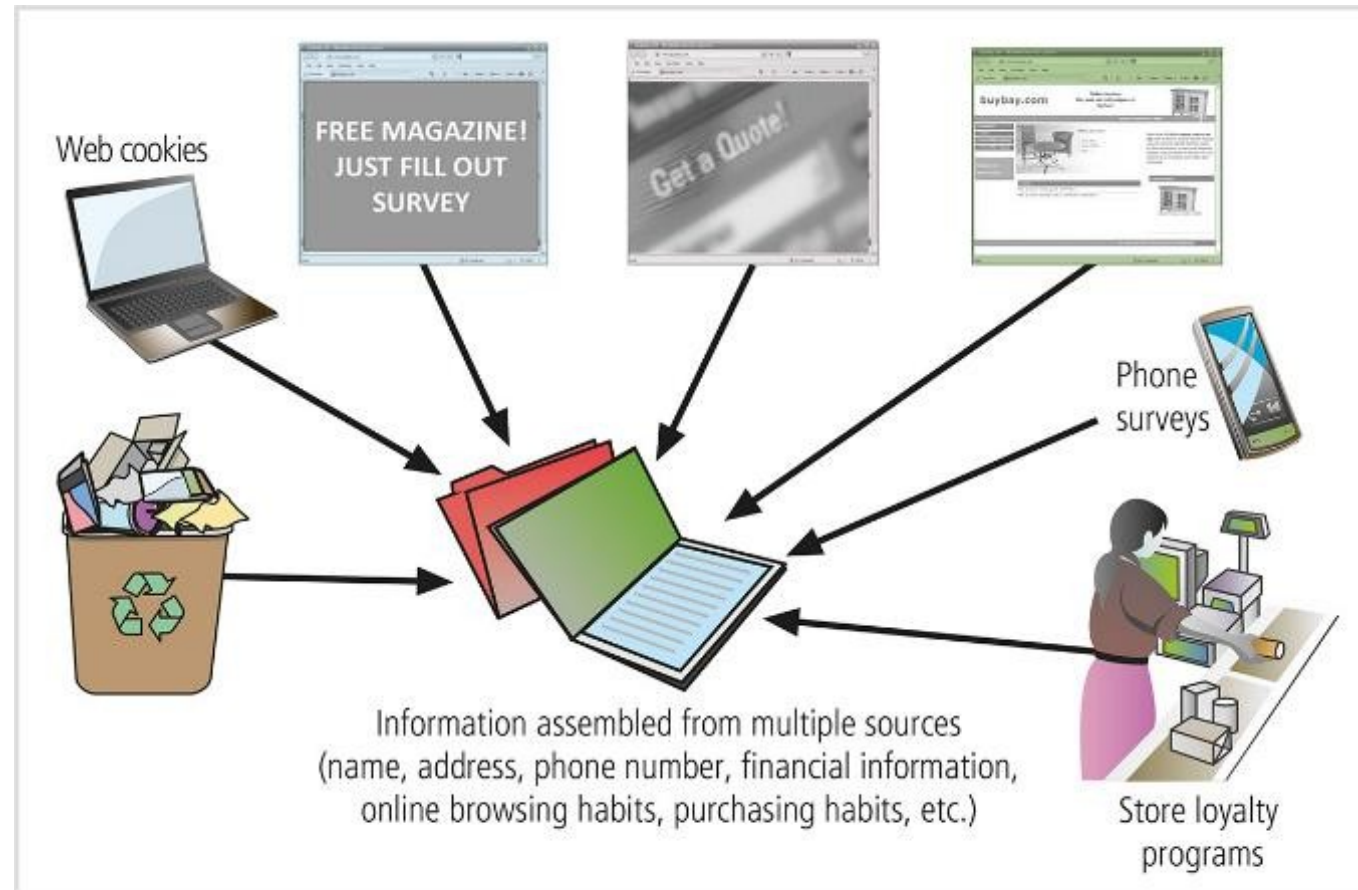 Web cookies
FREE MAGAZINE!
JUST FILL OUT
SURVEY
Get a Quote!
buybay.com
Phone
surveys
Information assembled from multiple sources
(name, address, phone number, financial information,
online browsing habits, purchasing habits, etc.)
Store loyalty
programs